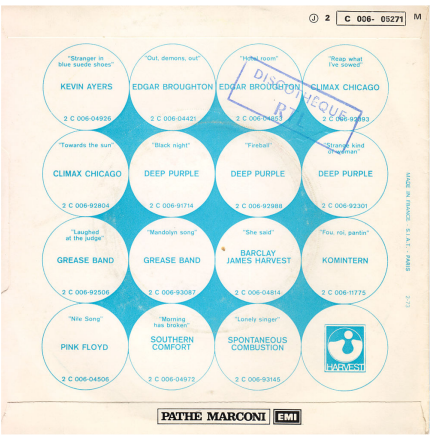 J 2 C 006- 05271 M
"Stranger in
blue suede shoes"
KEVIN AYERS
2 C 006-04926
"Out, demons, out"
EDGAR BROUGHTON
2 C 006-04421
"Hotel room"
EDGAR BROUGHTON
"Reap what
I've sowed"
CLIMAX CHICAGO
DISCOTHEQUE
RTL
"Towards the sun"
CLIMAX CHICAGO
2 C 006-92804
"Black night"
DEEP PURPLE
2 C 006-91714
"Fireball"
DEEP PURPLE
2 C 006-92988
"Strange kind
of woman"
DEEP PURPLE
2 C 006-92301
"Laughed
at the judge"
GREASE BAND
2 C 006-92506
"Mandolyn song"
GREASE BAND
2 C 006-93087
"She said"
BARCLAY
JAMES HARVEST
2 C 006-04814
"Fou, roi, pantin"
KOMINTERN
2 C 006-11775
"Nile Song"
PINK FLOYD
2 C 006-04506
"Morning
has broken"
SOUTHERN
COMFORT
2 C 006-04972
"Lonely singer"
SPONTANEOUS
COMBUSTION
2 C 006-93145
HARVEST
MADE IN FRANCE - S.I.A.T. - PARIS
PATHE MARCONI EMI